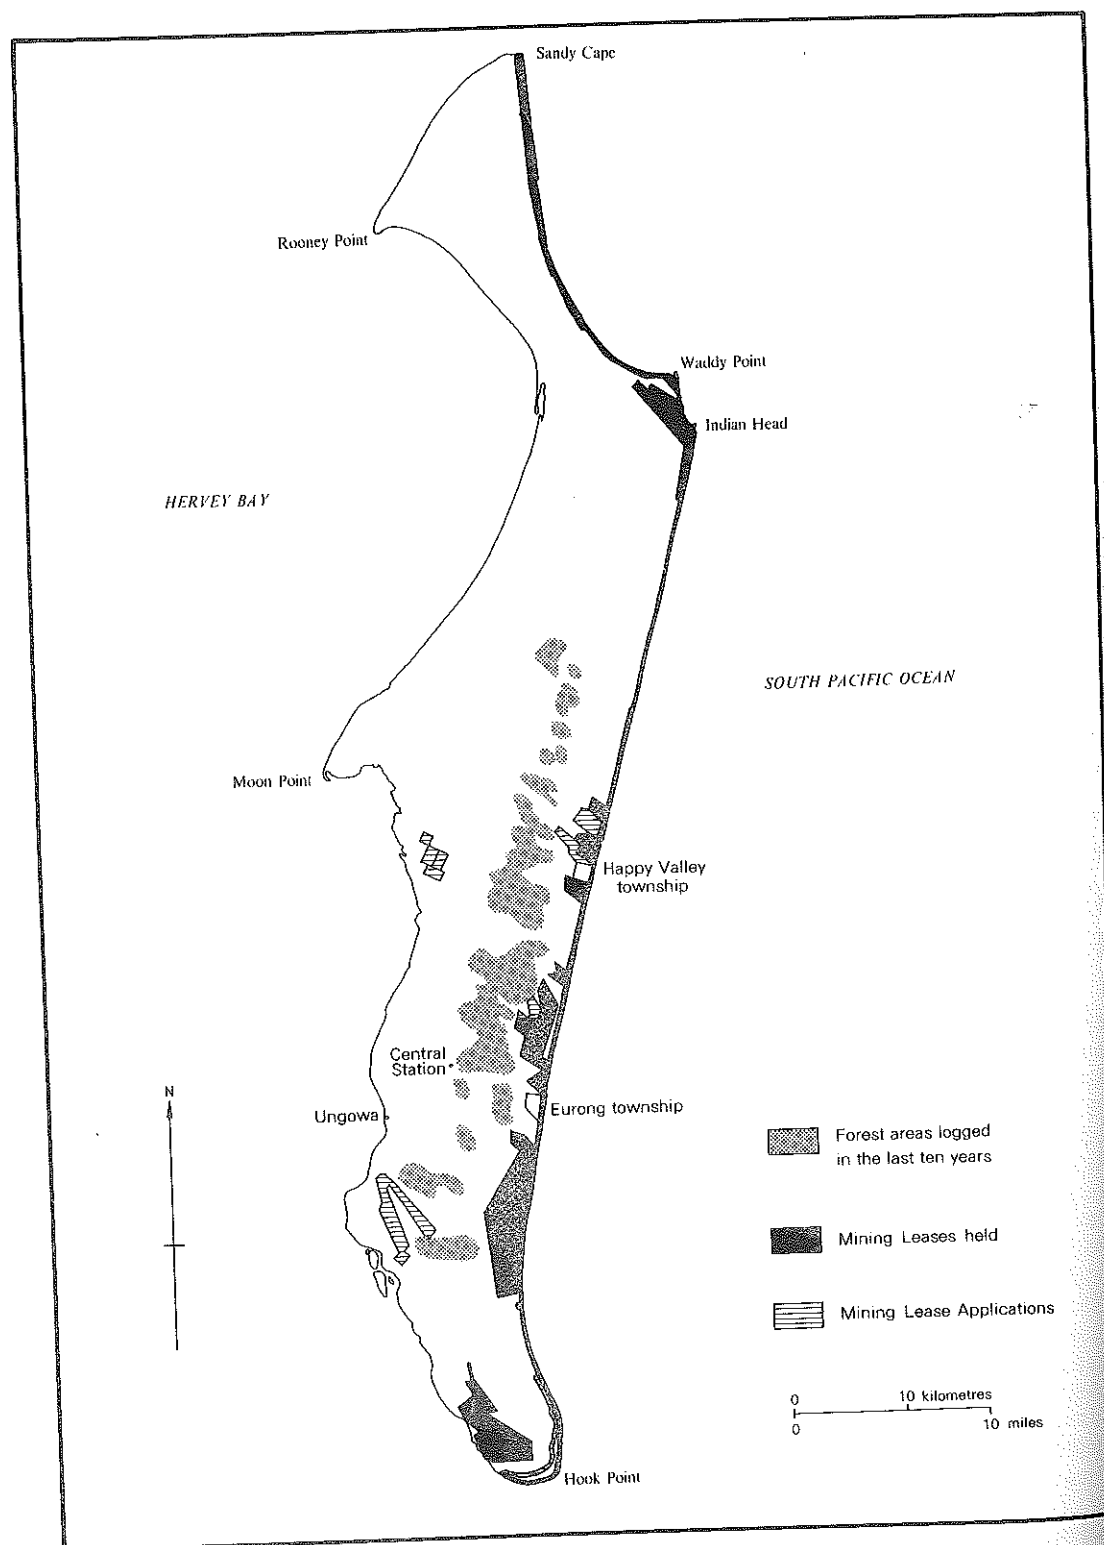 Sandy Cape
Rooney Point
Waddy Point
Indian Head
HERVEY BAY
SOUTH PACIFIC OCEAN
Moon Point
Happy Valley
township
Central
Station
N
Ungowa
Eurong township
Forest areas logged
in the last ten years
Mining Leases held
Mining Lease Applications
0 10 kilometres
0 10 miles
Hook Point